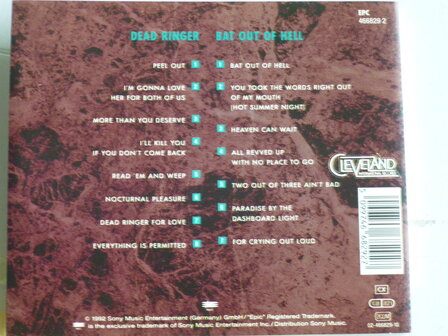 EPC
466829 2
DEAD RINGER
PEEL OUT 1
I'M GONNA LOVE 2
HER FOR BOTH OF US
MORE THAN YOU DESERVE 3
I'LL KILL YOU 4
IF YOU DON'T COME BACK
READ 'EM AND WEEP 5
NOCTURNAL PLEASURE 6
DEAD RINGER FOR LOVE 7
EVERYTHING IS PERMITTED 8
BAT OUT OF HELL
1 BAT OUT OF HELL
2 YOU TOOK THE WORDS RIGHT OUT
OF MY MOUTH
(HOT SUMMER NIGHT)
3 HEAVEN CAN WAIT
4 ALL REVVED UP
WITH NO PLACE TO GO
5 TWO OUT OF THREE AIN'T BAD
6 PARADISE BY THE
DASHBOARD LIGHT
7 FOR CRYING OUT LOUD
CLEVELAND
INTERNATIONAL RECORDS
CX
02-466829-10
© 1992 Sony Music Entertainment (Germany) GmbH / "Epic" Registered Trademark.
is the exclusive trademark of Sony Music Entertainment Inc. / Distribution Sony Music.